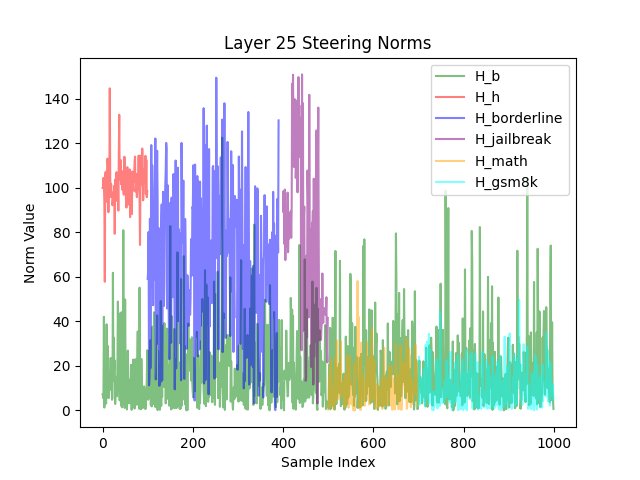 Layer 25 Steering Norms
H_b
H_h
H_borderline
H_jailbreak
H_math
H_gsm8k
Norm Value
140
120
100
80
60
40
20
0
0
200
400
600
800
1000
Sample Index